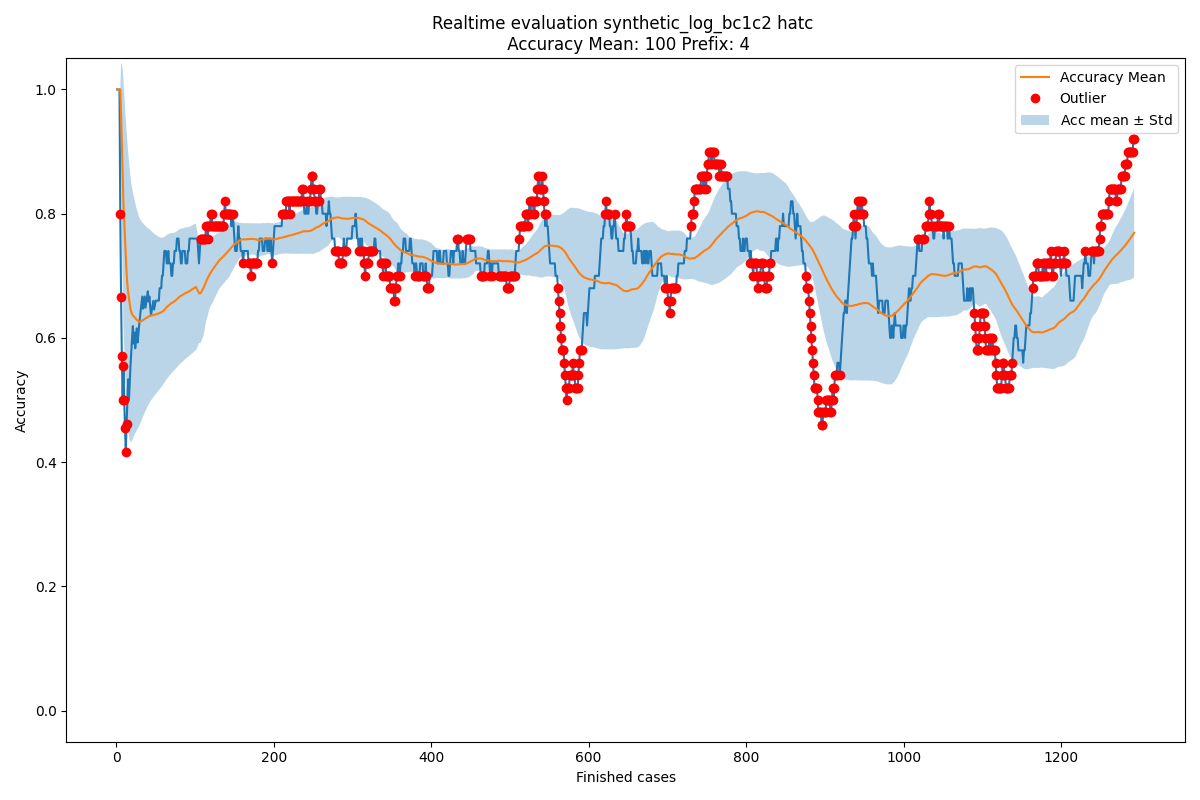 Realtime evaluation synthetic_log_bc1c2 hatc
Accuracy Mean: 100 Prefix: 4
Accuracy Mean
Outlier
Acc mean ± Std
Accuracy
1.0
0.8
0.6
0.4
0.2
0.0
0
200
400
600
800
1000
1200
Finished cases